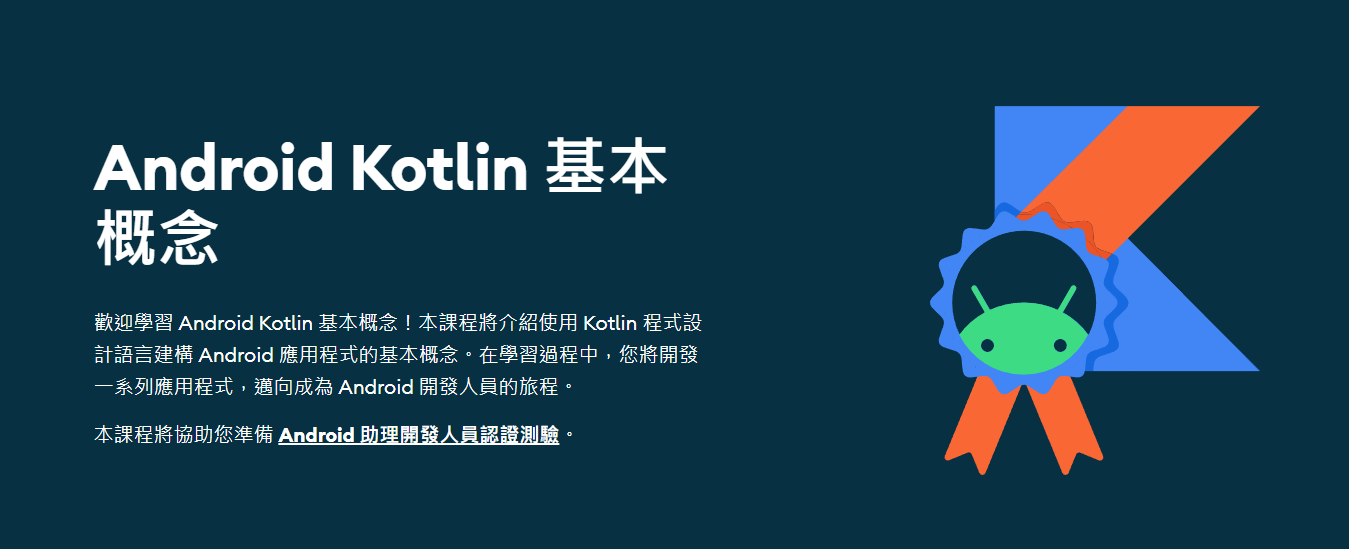 Android Kotlin 基本
概念
歡迎學習 Android Kotlin 基本概念！本課程將介紹使用 Kotlin 程式設
計語言建構 Android 應用程式的基本概念。在學習過程中，您將開發
一系列應用程式，邁向成為 Android 開發人員的旅程。
本課程將協助您準備 Android 助理開發人員認證測驗。